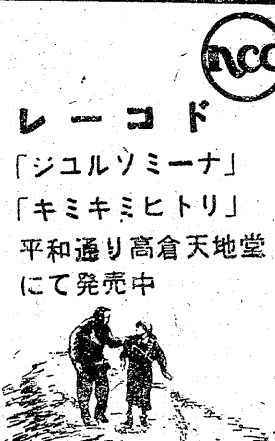 ncc
レーコド
「ジユルソミーナ」
「キミキミヒトリ」
平和通り高倉天地堂
にて発売中